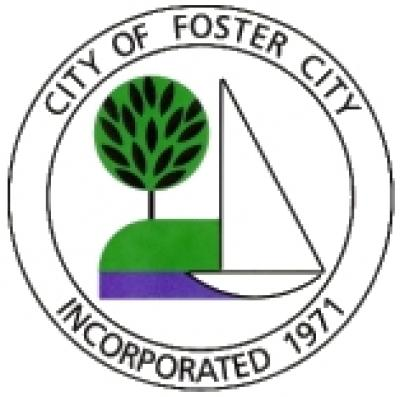 CITY OF FOSTER CITY
INCORPORATED 1971